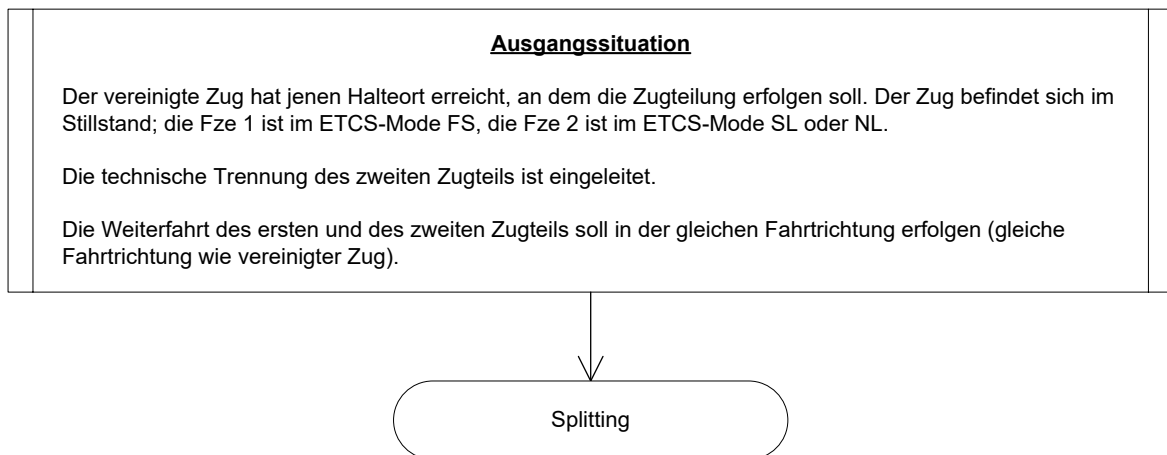 Ausgangssituation
Der vereinigte Zug hat jenen Halteort erreicht, an dem die Zugteilung erfolgen soll. Der Zug befindet sich im
Stillstand; die Fze 1 ist im ETCS-Mode FS, die Fze 2 ist im ETCS-Mode SL oder NL.
Die technische Trennung des zweiten Zugteils ist eingeleitet.
Die Weiterfahrt des ersten und des zweiten Zugteils soll in der gleichen Fahrtrichtung erfolgen (gleiche
Fahrtrichtung wie vereinigter Zug).
Splitting